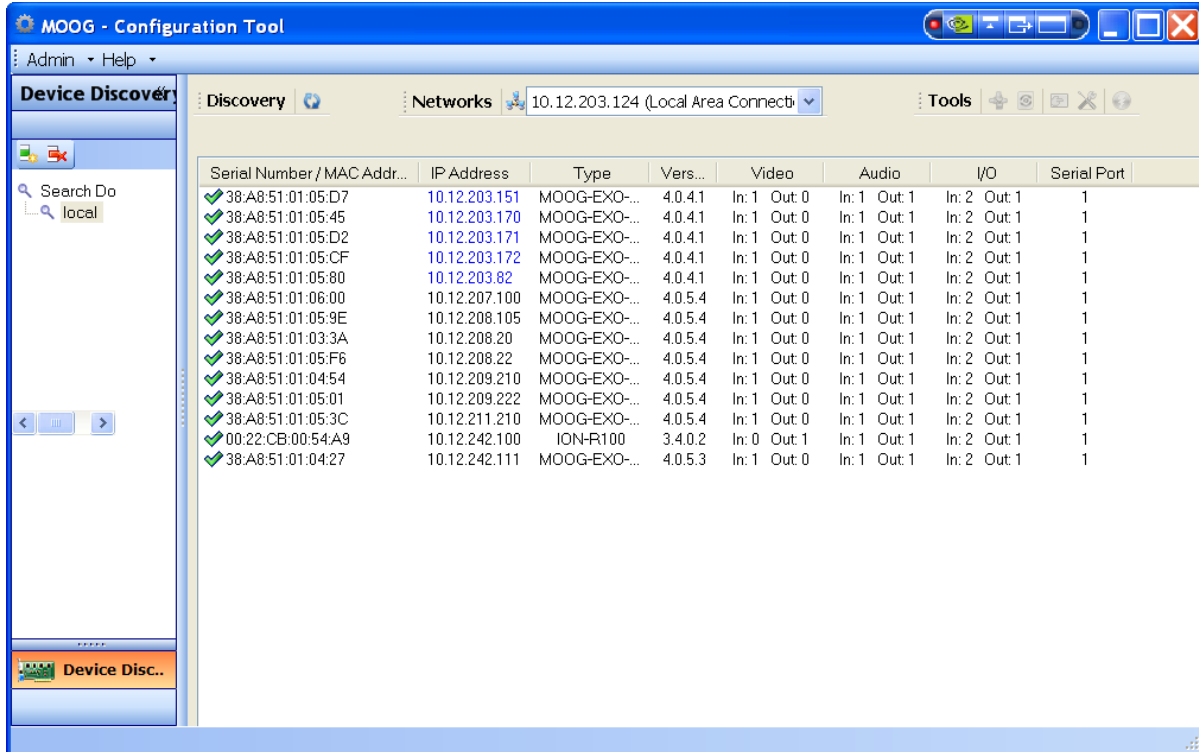 MOOG - Configuration Tool
Admin Help
Device Discovery
Discovery Networks 10.12.203.124 (Local Area Connecti Tools
Search Do
local
Serial Number / MAC Addr... IP Address Type Vers... Video Audio I/O Serial Port
38:A8:51:01:05:D7 10.12.203.151 MOOG-EXO-... 4.0.4.1 In: 1 Out: 0 In: 1 Out: 1 In: 2 Out: 1 1
38:A8:51:01:05:45 10.12.203.170 MOOG-EXO-... 4.0.4.1 In: 1 Out: 0 In: 1 Out: 1 In: 2 Out: 1 1
38:A8:51:01:05:D2 10.12.203.171 MOOG-EXO-... 4.0.4.1 In: 1 Out: 0 In: 1 Out: 1 In: 2 Out: 1 1
38:A8:51:01:05:CF 10.12.203.172 MOOG-EXO-... 4.0.4.1 In: 1 Out: 0 In: 1 Out: 1 In: 2 Out: 1 1
38:A8:51:01:05:80 10.12.203.82 MOOG-EXO-... 4.0.4.1 In: 1 Out: 0 In: 1 Out: 1 In: 2 Out: 1 1
38:A8:51:01:06:00 10.12.207.100 MOOG-EXO-... 4.0.5.4 In: 1 Out: 0 In: 1 Out: 1 In: 2 Out: 1 1
38:A8:51:01:05:9E 10.12.208.105 MOOG-EXO-... 4.0.5.4 In: 1 Out: 0 In: 1 Out: 1 In: 2 Out: 1 1
38:A8:51:01:03:3A 10.12.208.20 MOOG-EXO-... 4.0.5.4 In: 1 Out: 0 In: 1 Out: 1 In: 2 Out: 1 1
38:A8:51:01:05:F6 10.12.208.22 MOOG-EXO-... 4.0.5.4 In: 1 Out: 0 In: 1 Out: 1 In: 2 Out: 1 1
38:A8:51:01:04:54 10.12.209.210 MOOG-EXO-... 4.0.5.4 In: 1 Out: 0 In: 1 Out: 1 In: 2 Out: 1 1
38:A8:51:01:05:01 10.12.209.222 MOOG-EXO-... 4.0.5.4 In: 1 Out: 0 In: 1 Out: 1 In: 2 Out: 1 1
38:A8:51:01:05:3C 10.12.211.210 MOOG-EXO-... 4.0.5.4 In: 1 Out: 0 In: 1 Out: 1 In: 2 Out: 1 1
00:22:CB:00:54:A9 10.12.242.100 ION-R100 3.4.0.2 In: 0 Out: 1 In: 1 Out: 1 In: 2 Out: 1 1
38:A8:51:01:04:27 10.12.242.111 MOOG-EXO-... 4.0.5.3 In: 1 Out: 0 In: 1 Out: 1 In: 2 Out: 1 1
Device Disc..